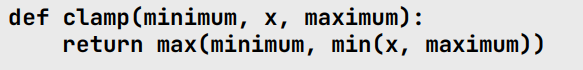 def clamp(minimum, x, maximum):
    return max(minimum, min(x, maximum))